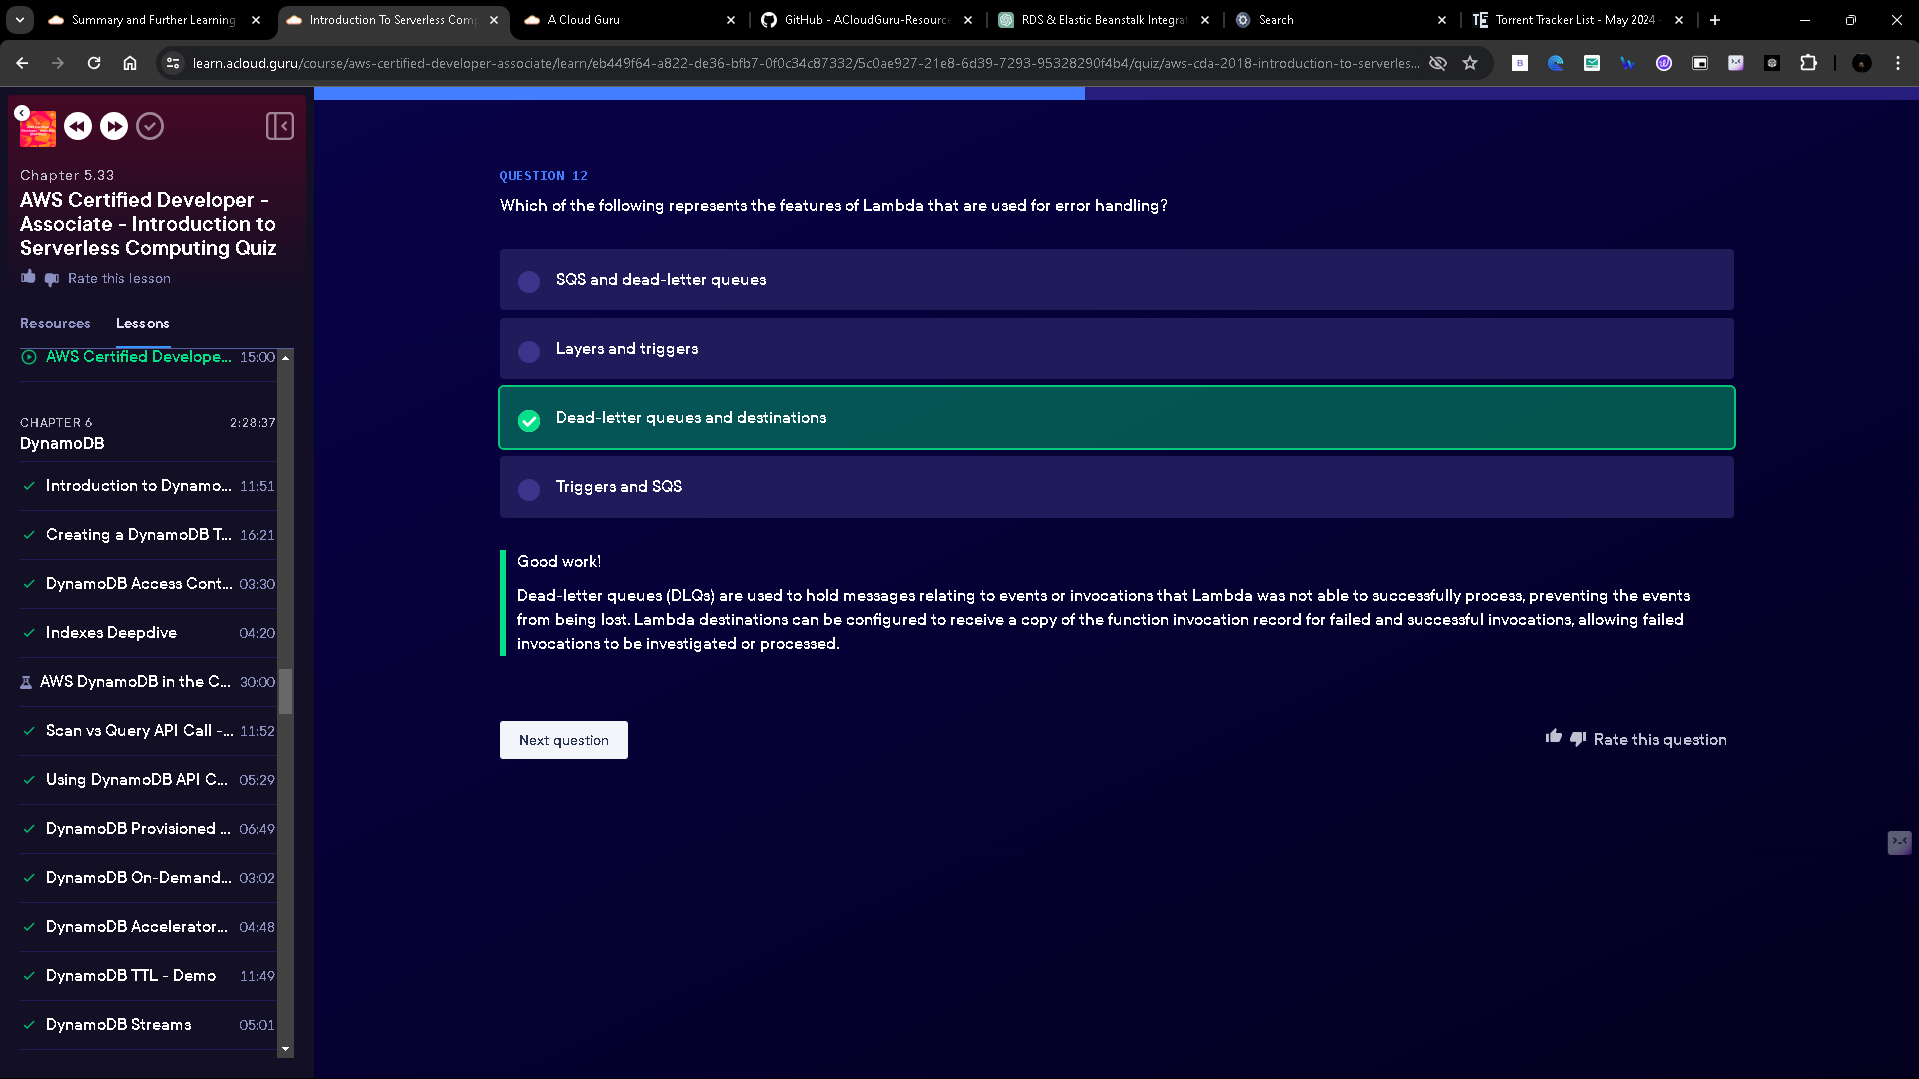 Summary and Further Learning
Introduction To Serverless Comp
A Cloud Guru
GitHub - ACloudGuru-Resource
RDS & Elastic Beanstalk Integrat
Search
Torrent Tracker List - May 2024 -
learn.acloud.guru/course/aws-certified-developer-associate/learn/eb449f64-a822-de36-bfb7-0f0c34c87332/5c0ae927-21e8-6d39-7293-95328290f4b4/quiz/aws-cda-2018-introduction-to-serverles...
Chapter 5.33
AWS Certified Developer -
Associate - Introduction to
Serverless Computing Quiz
Rate this lesson
Resources
Lessons
AWS Certified Develope... 15:00
CHAPTER 6 2:28:37
DynamoDB
Introduction to Dynamo... 11:51
Creating a DynamoDB T... 16:21
DynamoDB Access Cont... 03:30
Indexes Deepdive 04:20
AWS DynamoDB in the C... 30:00
Scan vs Query API Call -... 11:52
Using DynamoDB API C... 05:29
DynamoDB Provisioned ... 06:49
DynamoDB On-Demand... 03:02
DynamoDB Accelerator... 04:48
DynamoDB TTL - Demo 11:49
DynamoDB Streams 05:01
QUESTION 12
Which of the following represents the features of Lambda that are used for error handling?
SQS and dead-letter queues
Layers and triggers
Dead-letter queues and destinations
Triggers and SQS
Good work!
Dead-letter queues (DLQs) are used to hold messages relating to events or invocations that Lambda was not able to successfully process, preventing the events
from being lost. Lambda destinations can be configured to receive a copy of the function invocation record for failed and successful invocations, allowing failed
invocations to be investigated or processed.
Next question
Rate this question